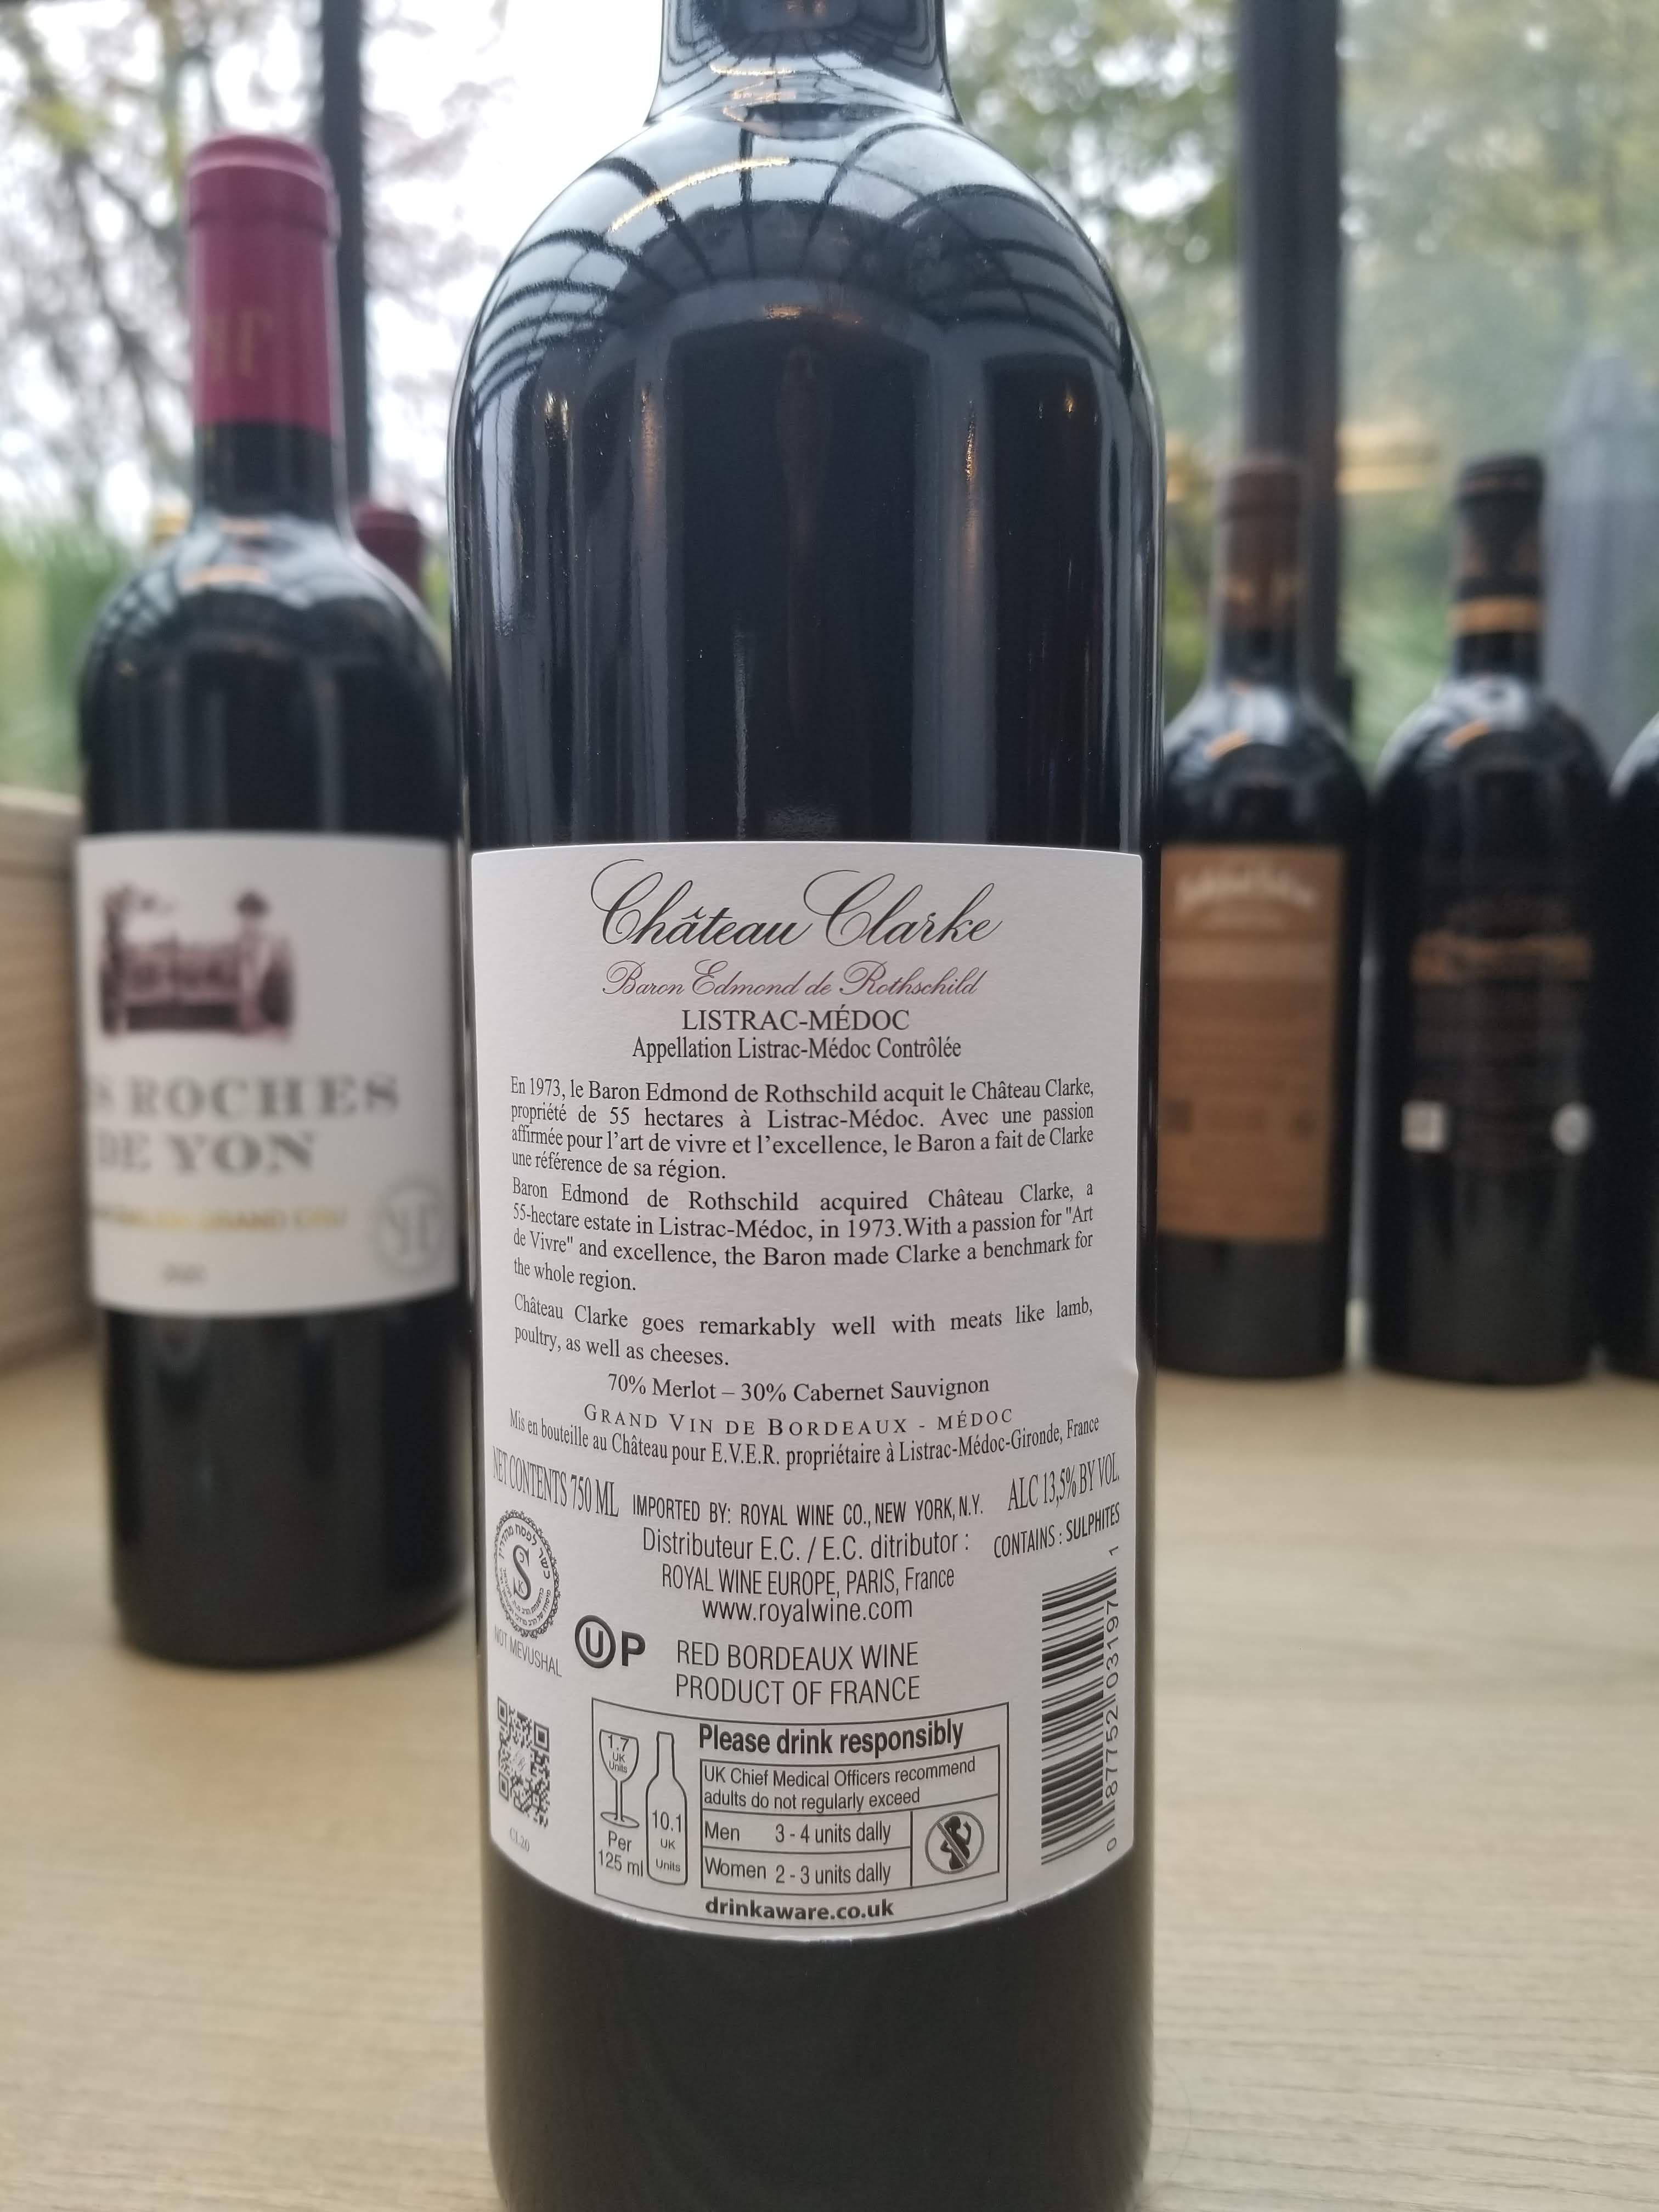 ROCHES
DE YON
Château Clarke
Baron Edmond de Rothschild
LISTRAC-MÉDOC
Appellation Listrac-Médoc Contrôlée
En 1973, le Baron Edmond de Rothschild acquit le Château Clarke,
propriété de 55 hectares à Listrac-Médoc. Avec une passion
affirmée pour l'art de vivre et l'excellence, le Baron a fait de Clarke
une référence de sa région.
Baron Edmond de Rothschild acquired Château Clarke, a
55-hectare estate in Listrac-Médoc, in 1973.With a passion for "Art
de Vivre" and excellence, the Baron made Clarke a benchmark for
the whole region.
Château Clarke goes remarkably well with meats like lamb,
poultry, as well as cheeses.
70% Merlot – 30% Cabernet Sauvignon
GRAND VIN DE BORDEAUX - MÉDOC
Mis en bouteille au Château pour E.V.E.R. propriétaire à Listrac-Médoc-Gironde, France
NET CONTENTS 750 ML
IMPORTED BY: ROYAL WINE CO., NEW YORK, N.Y.
ALC 13,5% BY VOL.
Distributeur E.C. / E.C. ditributor :
CONTAINS : SULPHITES
ROYAL WINE EUROPE, PARIS, France
www.royalwine.com
כשר לפסח מהדרין
S
K
NOT MEVUSHAL
U P
RED BORDEAUX WINE
PRODUCT OF FRANCE
CL20
1.7
UK
Units
Per
125 ml
10.1
UK
Units
Please drink responsibly
UK Chief Medical Officers recommend
adults do not regularly exceed
Men 3 - 4 units dally
Women 2 - 3 units dally
drinkaware.co.uk
0 87752 03197 1